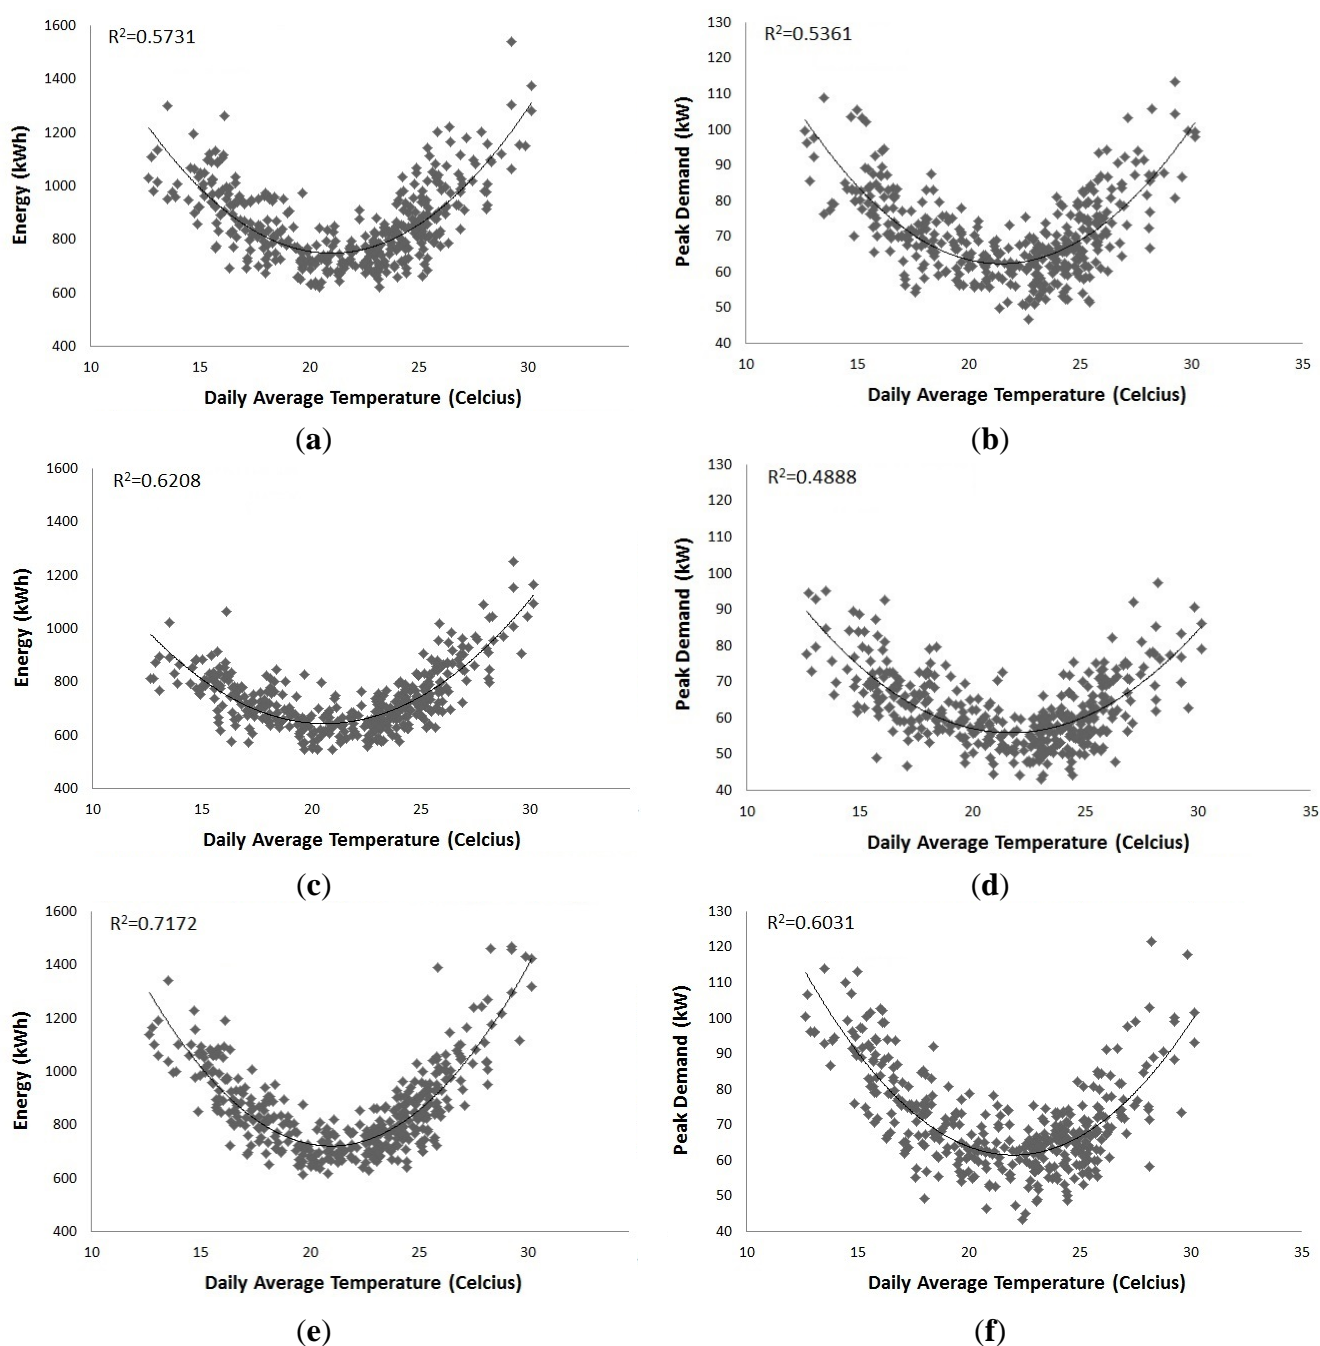 R²=0.5731
Energy (kWh)
1600
1400
1200
1000
800
600
400
10 15 20 25 30
Daily Average Temperature (Celcius)
(a)
R²=0.5361
Peak Demand (kW)
130
120
110
100
90
80
70
60
50
40
10 15 20 25 30 35
Daily Average Temperature (Celcius)
(b)
R²=0.6208
Energy (kWh)
1600
1400
1200
1000
800
600
400
10 15 20 25 30
Daily Average Temperature (Celcius)
(c)
R²=0.4888
Peak Demand (kW)
130
120
110
100
90
80
70
60
50
40
10 15 20 25 30 35
Daily Average Temperature (Celcius)
(d)
R²=0.7172
Energy (kWh)
1600
1400
1200
1000
800
600
400
10 15 20 25 30
Daily Average Temperature (Celcius)
(e)
R²=0.6031
Peak Demand (kW)
130
120
110
100
90
80
70
60
50
40
10 15 20 25 30 35
Daily Average Temperature (Celcius)
(f)